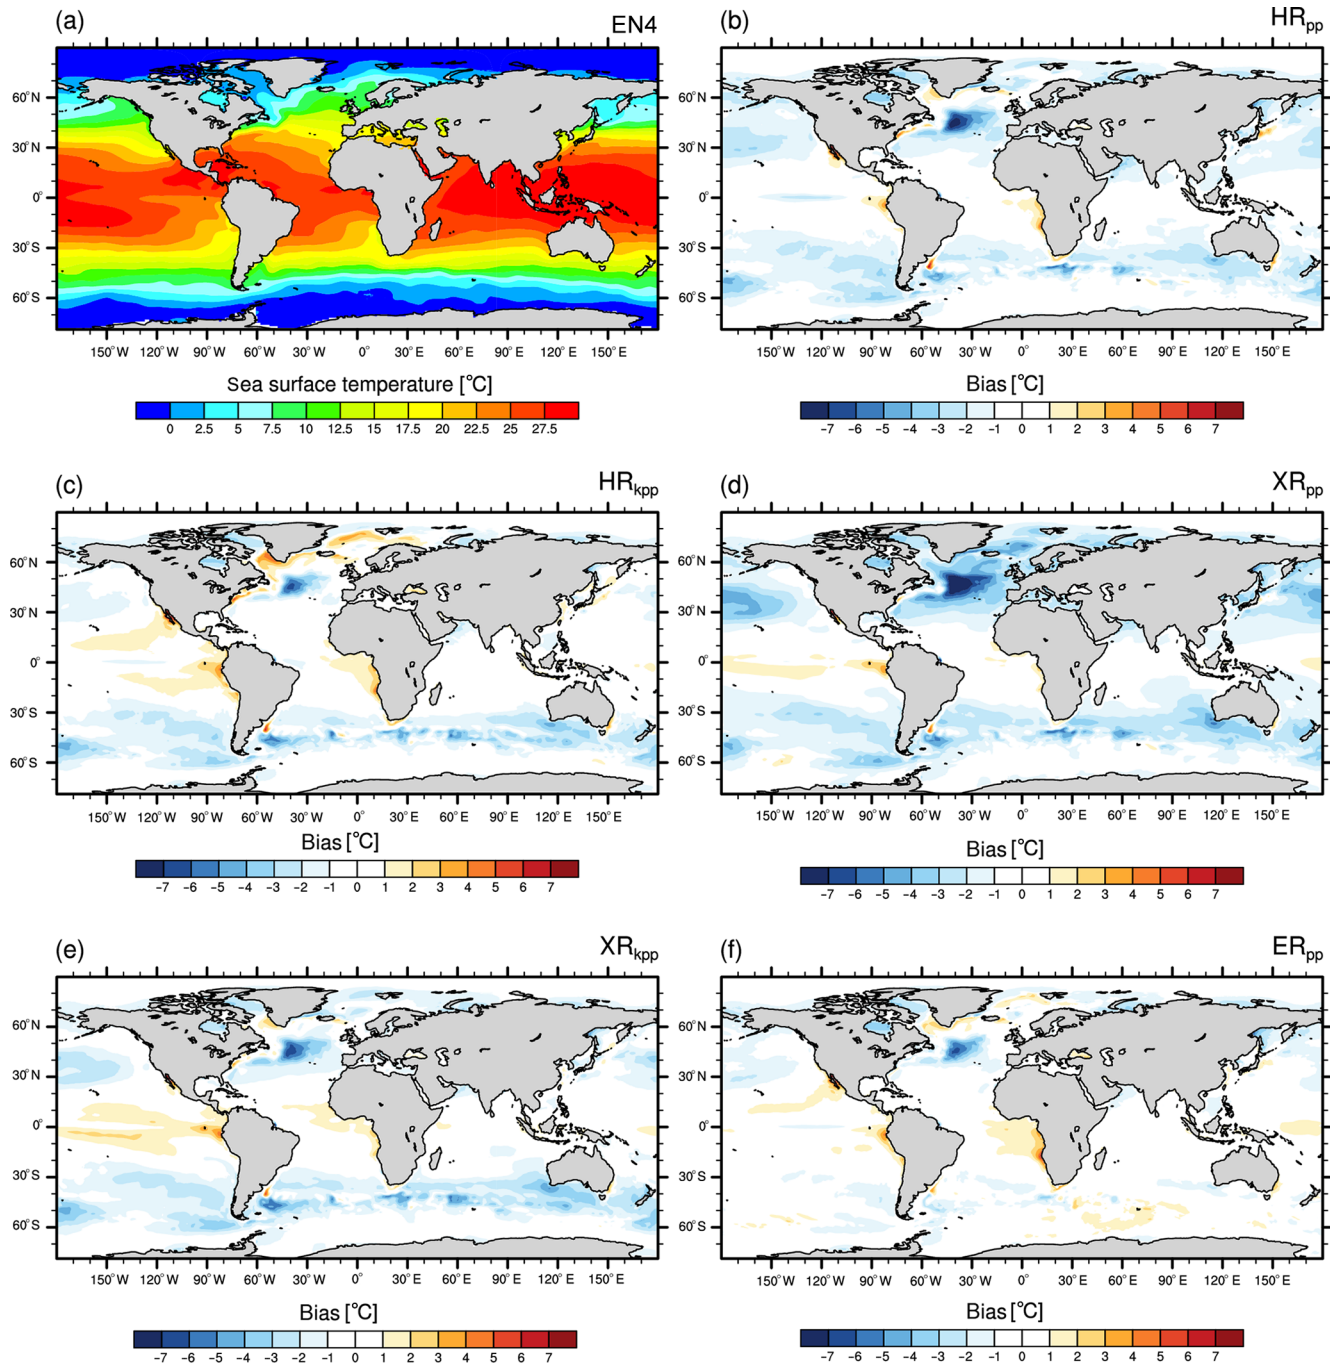 (a) EN4
60°N
30°N
0°
30°S
60°S
150°W 120°W 90°W 60°W 30°W 0° 30°E 60°E 90°E 120°E 150°E
Sea surface temperature [°C]
0 2.5 5 7.5 10 12.5 15 17.5 20 22.5 25 27.5
(b) HRpp
60°N
30°N
0°
30°S
60°S
150°W 120°W 90°W 60°W 30°W 0° 30°E 60°E 90°E 120°E 150°E
Bias [°C]
−7 −6 −5 −4 −3 −2 −1 0 1 2 3 4 5 6 7
(c) HRkpp
60°N
30°N
0°
30°S
60°S
150°W 120°W 90°W 60°W 30°W 0° 30°E 60°E 90°E 120°E 150°E
Bias [°C]
−7 −6 −5 −4 −3 −2 −1 0 1 2 3 4 5 6 7
(d) XRpp
60°N
30°N
0°
30°S
60°S
150°W 120°W 90°W 60°W 30°W 0° 30°E 60°E 90°E 120°E 150°E
Bias [°C]
−7 −6 −5 −4 −3 −2 −1 0 1 2 3 4 5 6 7
(e) XRkpp
60°N
30°N
0°
30°S
60°S
150°W 120°W 90°W 60°W 30°W 0° 30°E 60°E 90°E 120°E 150°E
Bias [°C]
−7 −6 −5 −4 −3 −2 −1 0 1 2 3 4 5 6 7
(f) ERpp
60°N
30°N
0°
30°S
60°S
150°W 120°W 90°W 60°W 30°W 0° 30°E 60°E 90°E 120°E 150°E
Bias [°C]
−7 −6 −5 −4 −3 −2 −1 0 1 2 3 4 5 6 7